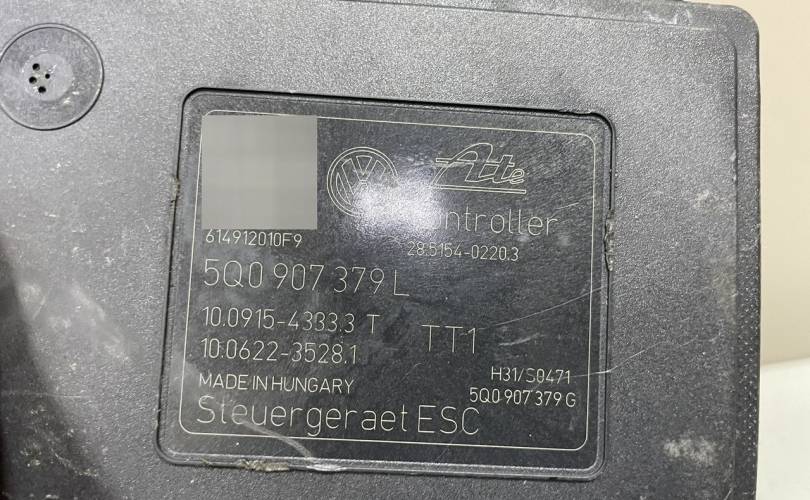 Ate
Controller
28.5154-0220.3
614912010F9
5Q0 907 379 L
10.0915-4333.3 T
TT1
10.0622-3528.1
H31/S0471
MADE IN HUNGARY
5Q0 907 379 G
Steuergeraet ESC